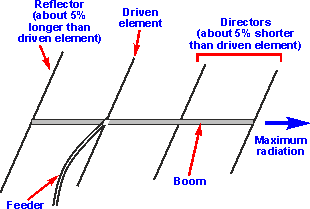 Reflector
(about 5%
longer than
driven element)
Driven
element
Directors
(about 5% shorter
than driven element)
Maximum
radiation
Boom
Feeder